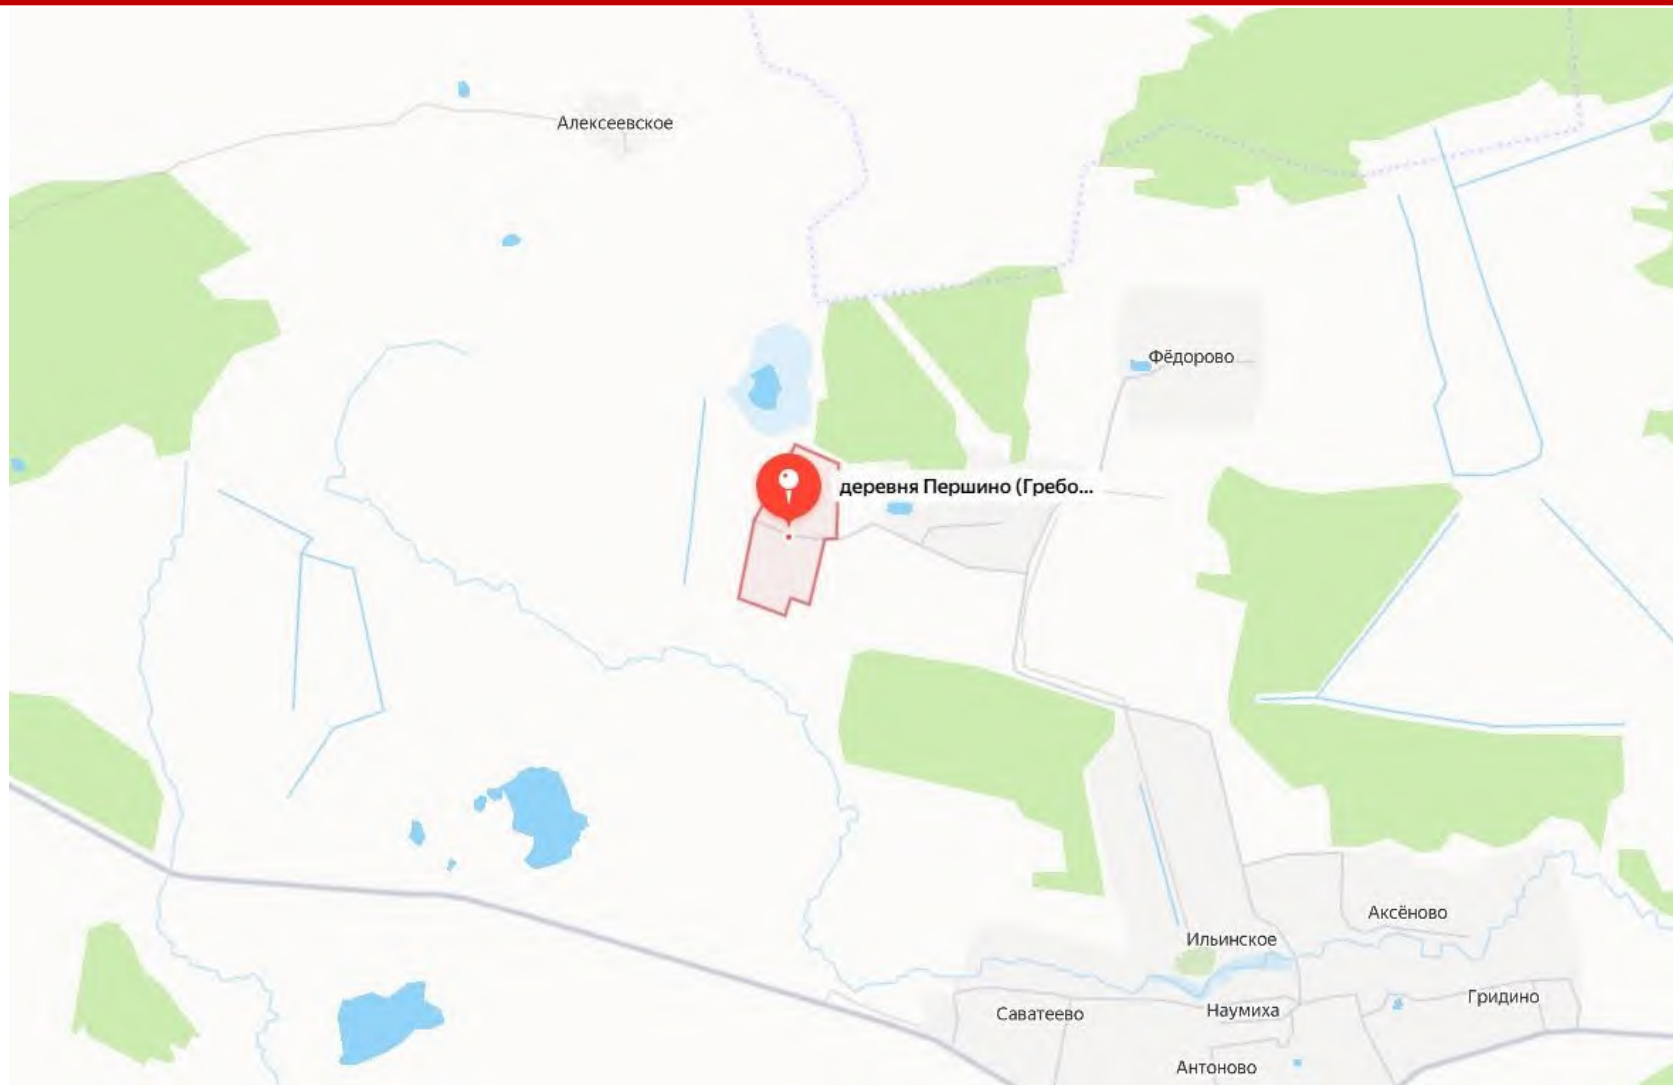 Алексеевское
Фёдорово
деревня Першино (Гребо...
Аксёново
Ильинское
Гридино
Наумиха
Саватеево
Антоново